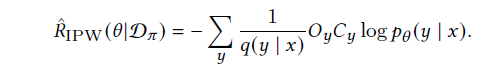 R̂_IPW(θ|𝒟_π) = − ∑_y 1/q(y | x) O_y C_y log p_θ(y | x).